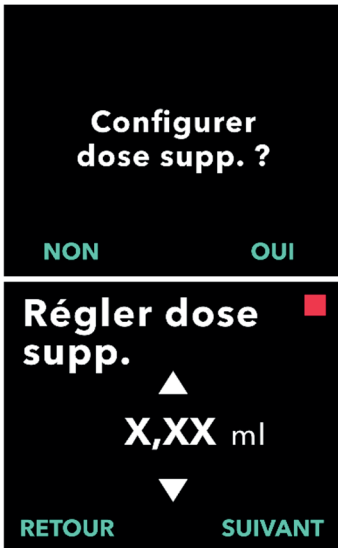 Configurer
dose supp. ?
NON OUI
Régler dose
supp.
X,XX ml
RETOUR SUIVANT